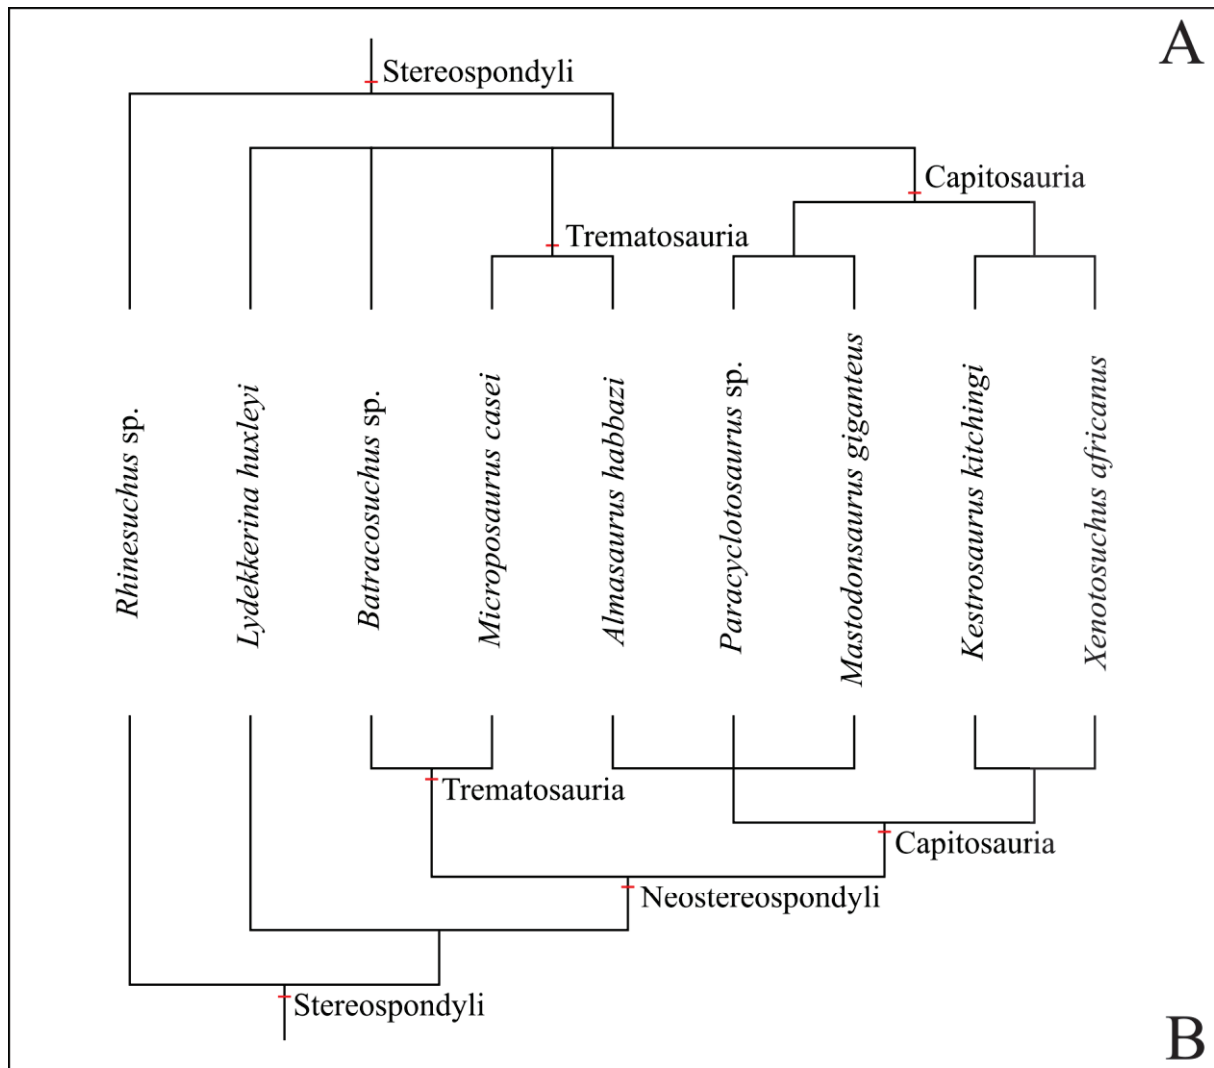 A
Stereospondyli
Capitosauria
Trematosauria
Rhinesuchus sp.
Lydekkerina huxleyi
Batracosuchus sp.
Microposaurus casei
Almasaurus habbazi
Paracyclotosaurus sp.
Mastodonsaurus giganteus
Kestrosaurus kitchingi
Xenotosuchus africanus
Trematosauria
Capitosauria
Neostereospondyli
Stereospondyli
B